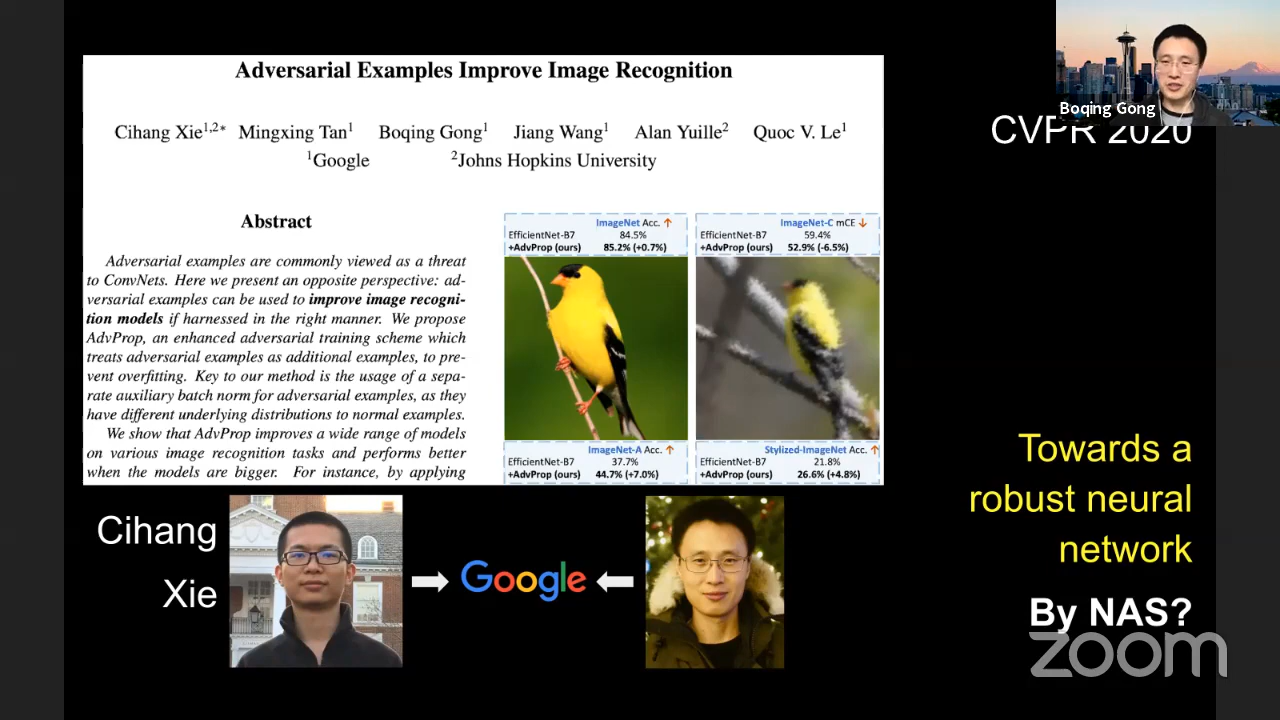 Adversarial Examples Improve Image Recognition
Cihang Xie1,2* Mingxing Tan1 Boqing Gong1 Jiang Wang1 Alan Yuille2 Quoc V. Le1
1Google 2Johns Hopkins University
Abstract
Adversarial examples are commonly viewed as a threat
to ConvNets. Here we present an opposite perspective: ad-
versarial examples can be used to improve image recogni-
tion models if harnessed in the right manner. We propose
AdvProp, an enhanced adversarial training scheme which
treats adversarial examples as additional examples, to pre-
vent overfitting. Key to our method is the usage of a sepa-
rate auxiliary batch norm for adversarial examples, as they
have different underlying distributions to normal examples.
We show that AdvProp improves a wide range of models
on various image recognition tasks and performs better
when the models are bigger. For instance, by applying
ImageNet Acc. ↑
EfficientNet-B7 84.5%
+AdvProp (ours) 85.2% (+0.7%)
ImageNet-C mCE ↓
EfficientNet-B7 59.4%
+AdvProp (ours) 52.9% (-6.5%)
ImageNet-A Acc. ↑
EfficientNet-B7 37.7%
+AdvProp (ours) 44.7% (+7.0%)
Stylized-ImageNet Acc. ↑
EfficientNet-B7 21.8%
+AdvProp (ours) 26.6% (+4.8%)
Boqing Gong
CVPR 2020
Towards a
robust neural
network
By NAS?
Cihang
Xie
Google
zoom